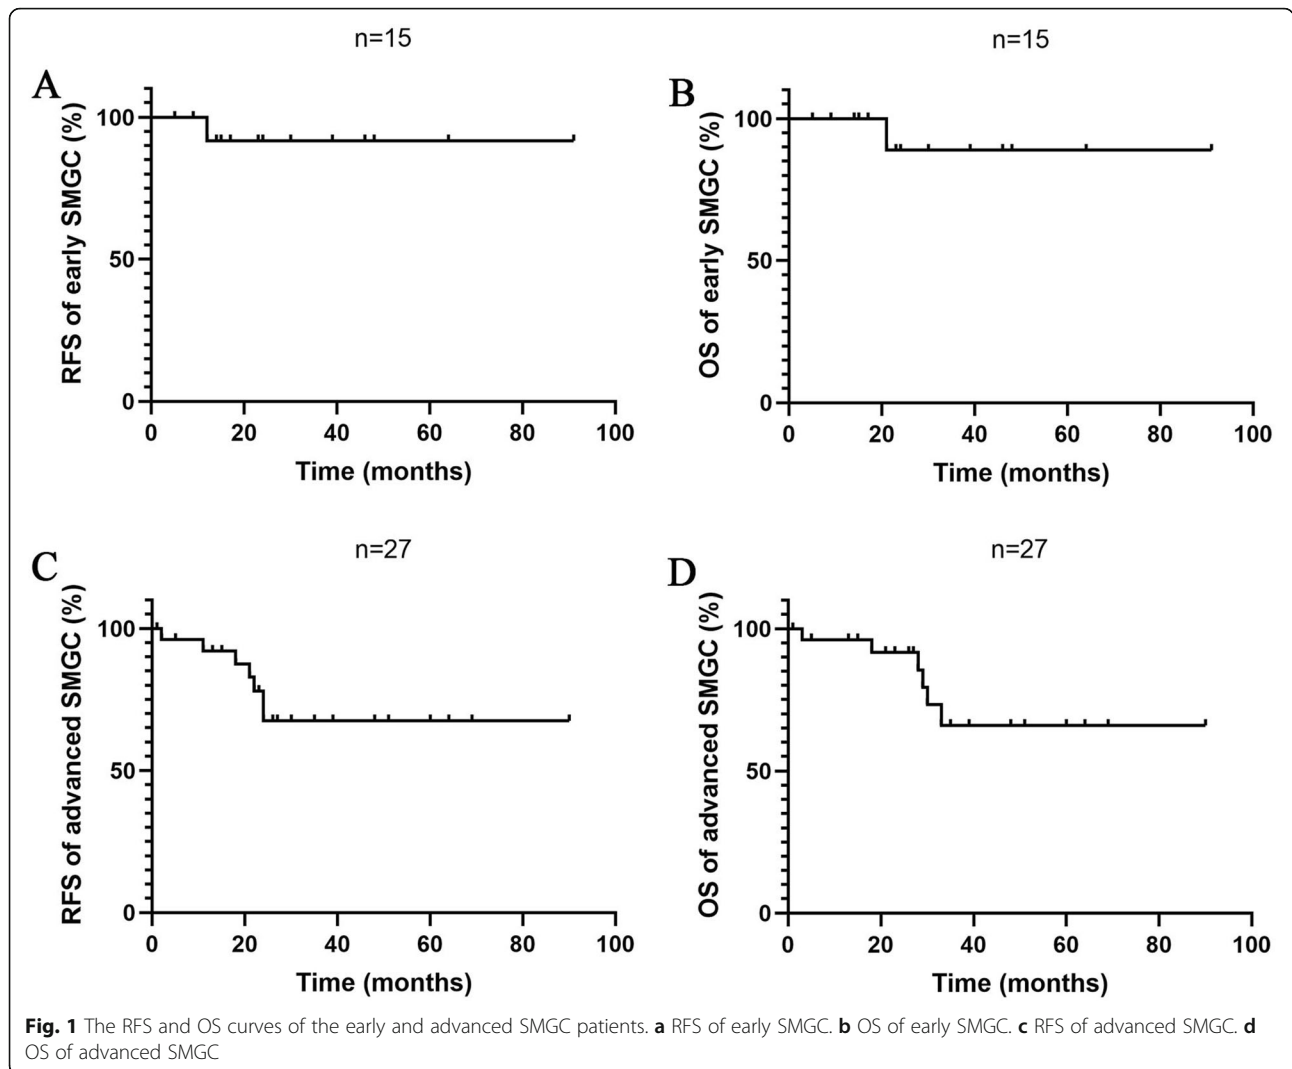 n=15
A
RFS of early SMGC (%)
100
50
0
0 20 40 60 80 100
Time (months)
n=15
B
OS of early SMGC (%)
100
50
0
0 20 40 60 80 100
Time (months)
n=27
C
RFS of advanced SMGC (%)
100
50
0
0 20 40 60 80 100
Time (months)
n=27
D
OS of advanced SMGC (%)
100
50
0
0 20 40 60 80 100
Time (months)
Fig. 1 The RFS and OS curves of the early and advanced SMGC patients. a RFS of early SMGC. b OS of early SMGC. c RFS of advanced SMGC. d
OS of advanced SMGC